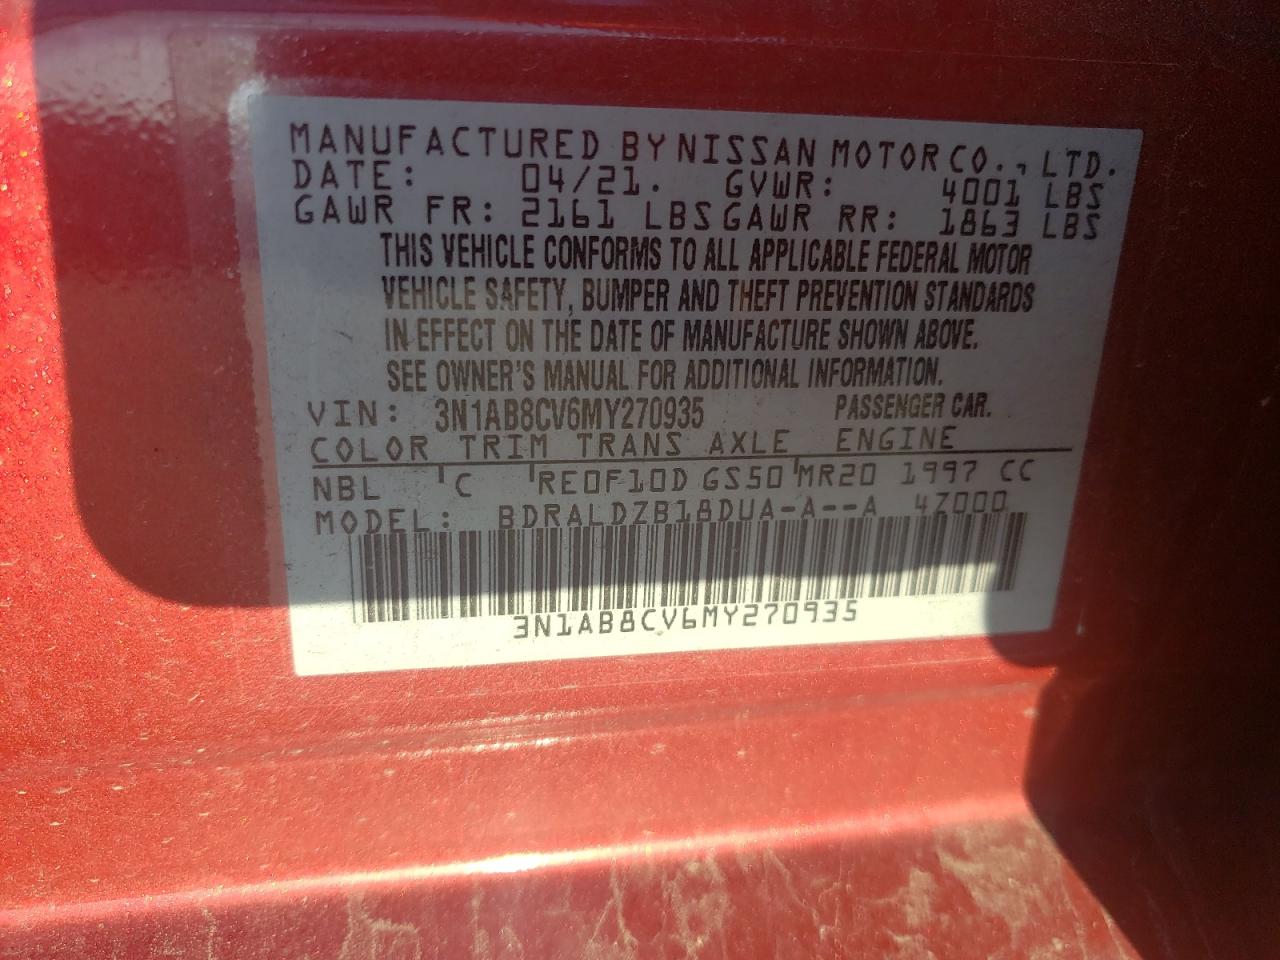 MANUFACTURED BY NISSAN MOTOR CO., LTD.
DATE: 04/21. GVWR: 4001 LBS
GAWR FR: 2161 LBS GAWR RR: 1863 LBS
THIS VEHICLE CONFORMS TO ALL APPLICABLE FEDERAL MOTOR
VEHICLE SAFETY, BUMPER AND THEFT PREVENTION STANDARDS
IN EFFECT ON THE DATE OF MANUFACTURE SHOWN ABOVE.
SEE OWNER'S MANUAL FOR ADDITIONAL INFORMATION.
VIN: 3N1AB8CV6MY270935 PASSENGER CAR.
COLOR TRIM TRANS AXLE ENGINE
NBL 'C 'RE0F10D GS50'MR20 1997 CC
MODEL: BDRALDZB18DUA-A--A 4Z000
3N1AB8CV6MY270935